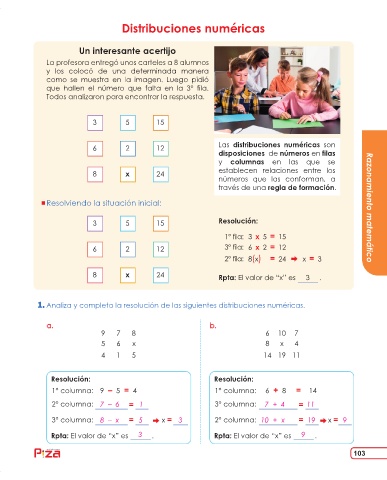 Distribuciones numéricas
Un interesante acertijo
La profesora entregó unos carteles a 8 alumnos
y los colocó de una determinada manera
como se muestra en la imagen. Luego pidió
que hallen el número que falta en la 3° fila.
Todos analizaron para encontrar la respuesta.
3 5 15
6 2 12
8 x 24
Las distribuciones numéricas son
disposiciones de números en filas
y columnas en las que se
establecen relaciones entre los
números que las conforman, a
través de una regla de formación.
Razonamiento matemático
Resolviendo la situación inicial:
3 5 15
6 2 12
8 x 24
Resolución:
1° fila: 3 x 5 = 15
3° fila: 6 x 2 = 12
2° fila: 8(x) = 24 ➡ x = 3
Rpta: El valor de "x" es 3 .
1. Analiza y completa la resolución de las siguientes distribuciones numéricas.
a.
9 7 8
5 6 x
4 1 5
Resolución:
1° columna: 9 – 5 = 4
2° columna: 7 – 6 = 1
3° columna: 8 – x = 5 ➡ x = 3
Rpta: El valor de "x" es 3 .
b.
6 10 7
8 x 4
14 19 11
Resolución:
1° columna: 6 + 8 = 14
3° columna: 7 + 4 = 11
2° columna: 10 + x = 19 ➡ x = 9
Rpta: El valor de "x" es 9 .
P:zA
103